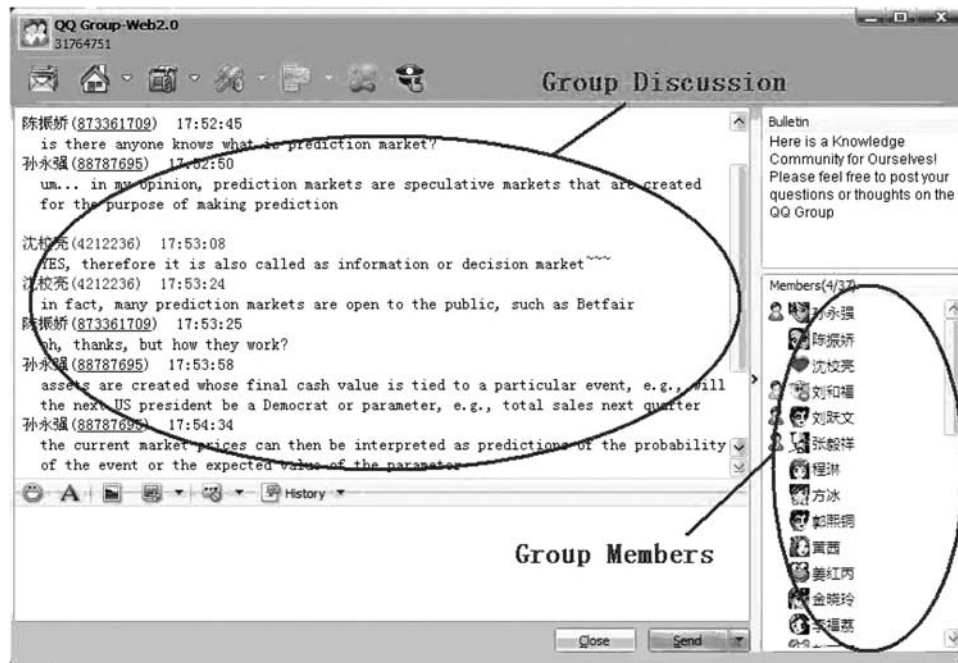 QQ Group-Web2.0
31764751
Group Discussion
陈振娇(873361709) 17:52:45
is there anyone knows what is prediction market?
孙永强(88787695) 17:52:50
um... in my opinion, prediction markets are speculative markets that are created
for the purpose of making prediction
沈校亮(4212236) 17:53:08
YES, therefore it is also called as information or decision market~~~
沈校亮(4212236) 17:53:24
in fact, many prediction markets are open to the public, such as Betfair
陈振娇(873361709) 17:53:25
oh, thanks, but how they work?
孙永强(88787695) 17:53:58
assets are created whose final cash value is tied to a particular event, e.g., will
the next US president be a Democrat or parameter, e.g., total sales next quarter
孙永强(88787695) 17:54:34
the current market prices can then be interpreted as predictions of the probability
of the event or the expected value of the parameter
History
Close
Send
Bulletin
Here is a Knowledge
Community for Ourselves!
Please feel free to post your
questions or thoughts on the
QQ Group
Members(4/37)
孙永强
陈振娇
沈校亮
刘和福
刘跃文
张毅祥
程琳
方冰
郭熙铜
黄茜
姜红丙
金晓玲
李福荔
Group Members